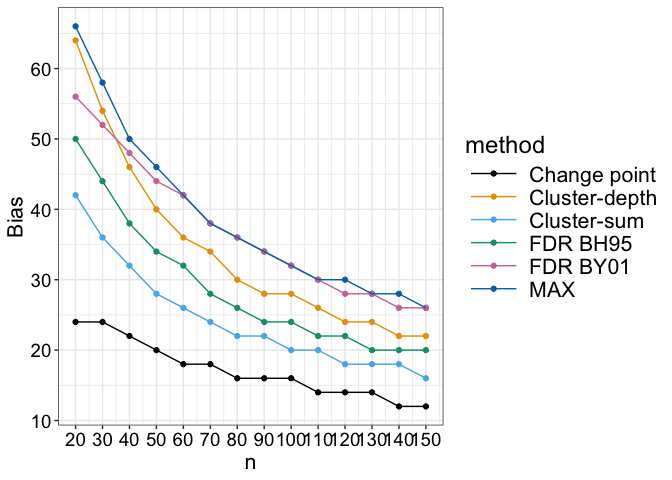 Bias
60
50
40
30
20
10
20 30 40 50 60 70 80 90 100 110 120 130 140 150
n
method
Change point
Cluster-depth
Cluster-sum
FDR BH95
FDR BY01
MAX